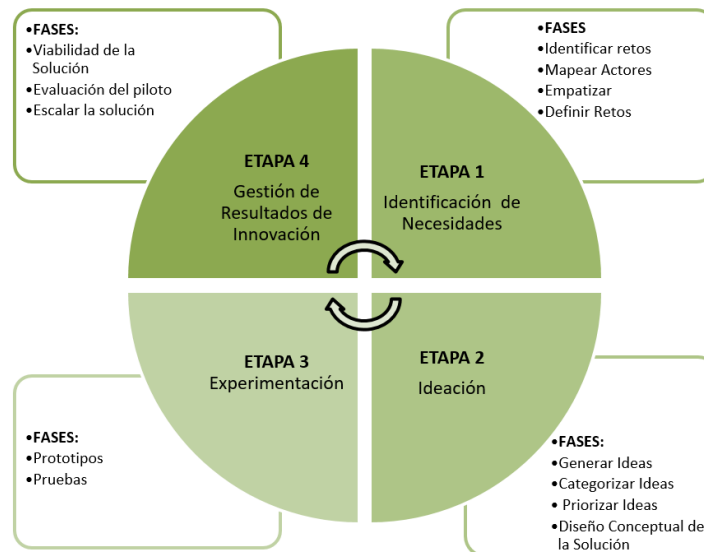 •FASES:
•Viabilidad de la
Solución
•Evaluación del piloto
•Escalar la solución
•FASES
•Identificar retos
•Mapear Actores
•Empatizar
•Definir Retos
ETAPA 4
Gestión de
Resultados de
Innovación
ETAPA 1
Identificación de
Necesidades
ETAPA 3
Experimentación
ETAPA 2
Ideación
•FASES:
•Prototipos
•Pruebas
•FASES:
•Generar Ideas
•Categorizar Ideas
• Priorizar Ideas
•Diseño Conceptual de
la Solución